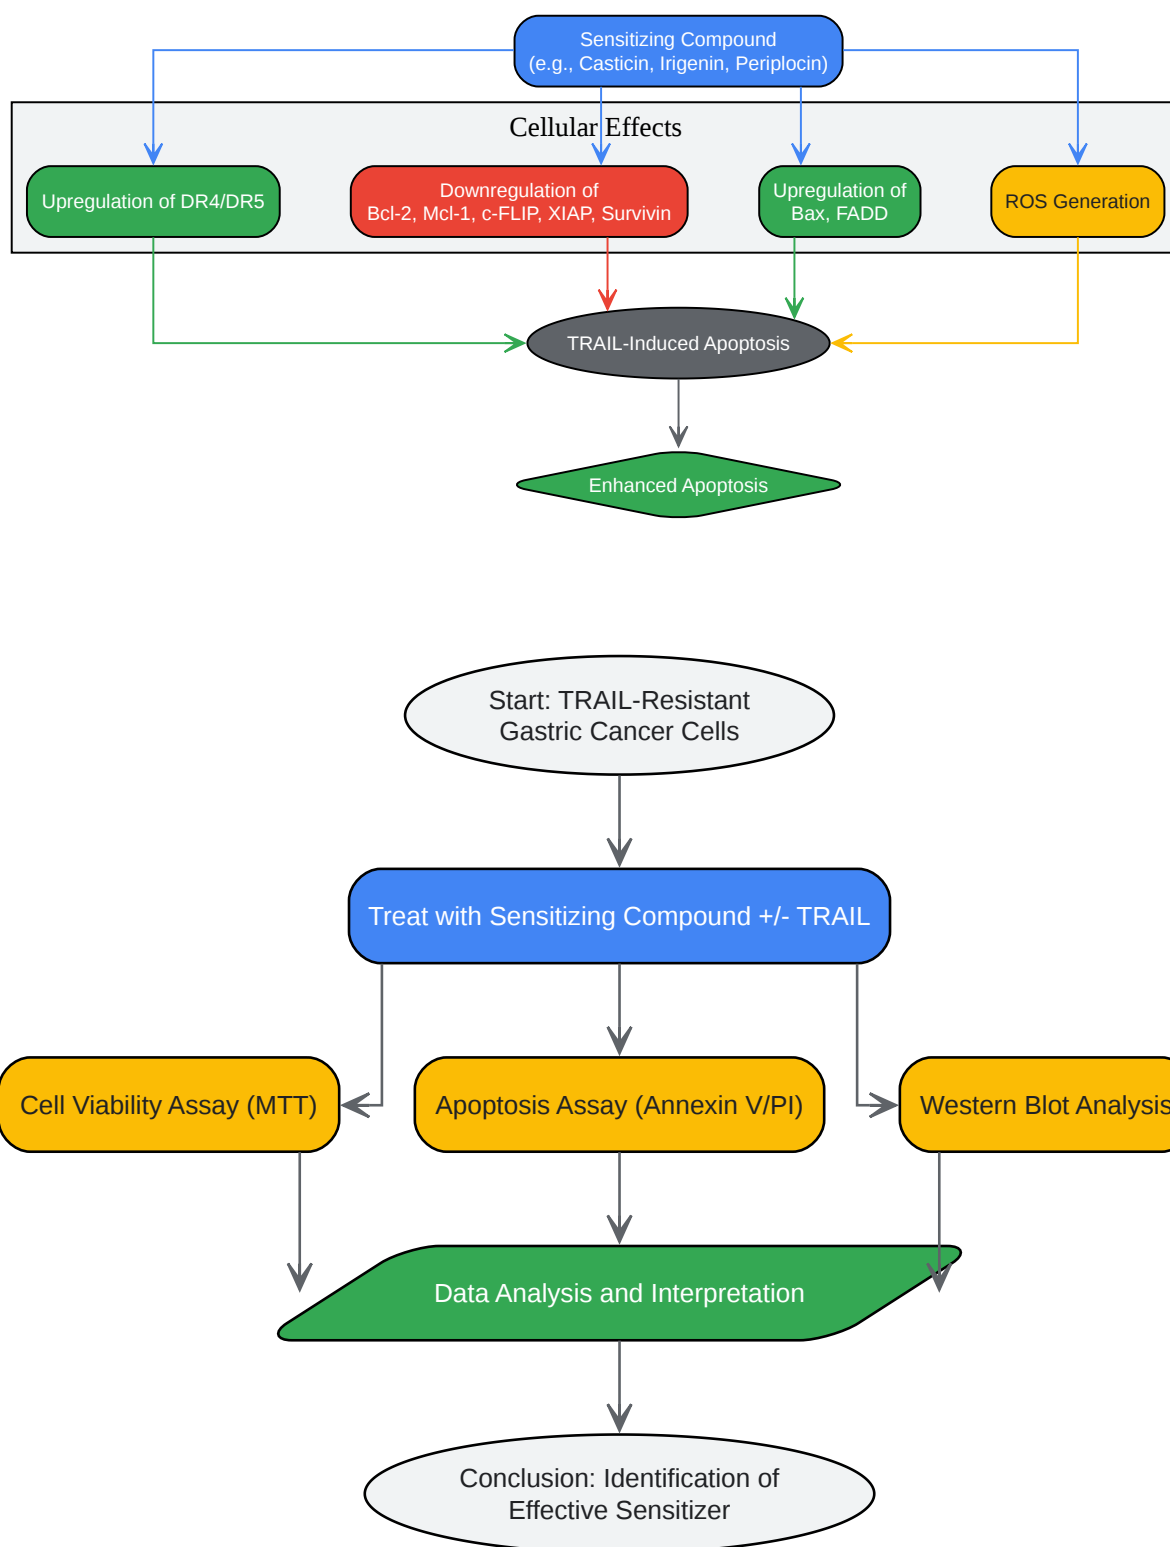 Sensitizing Compound
(e.g., Casticin, Irigenin, Periplocin)
Cellular Effects
Upregulation of DR4/DR5
Downregulation of
Bcl-2, Mcl-1, c-FLIP, XIAP, Survivin
Upregulation of
Bax, FADD
ROS Generation
TRAIL-Induced Apoptosis
Enhanced Apoptosis
Start: TRAIL-Resistant
Gastric Cancer Cells
Treat with Sensitizing Compound +/- TRAIL
Cell Viability Assay (MTT)
Apoptosis Assay (Annexin V/PI)
Western Blot Analysis
Data Analysis and Interpretation
Conclusion: Identification of
Effective Sensitizer